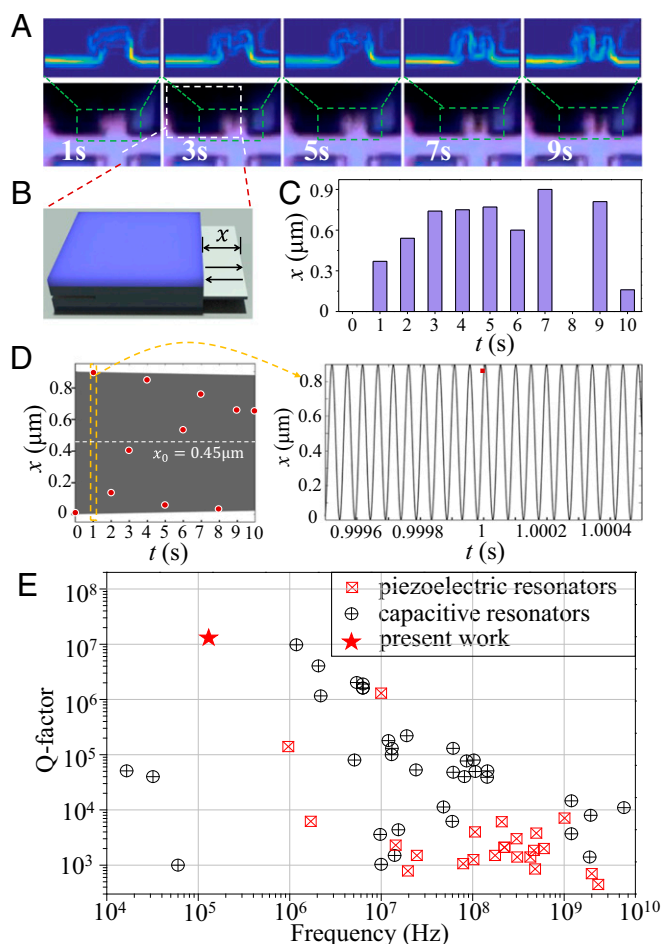 A
1s 3s 5s 7s 9s
B
x
C
x (μm)
0.9
0.6
0.3
0
0 1 2 3 4 5 6 7 8 9 10
t (s)
D
x (μm)
0.8
0.6
0.4
0.2
0
x₀ = 0.45μm
0 1 2 3 4 5 6 7 8 9 10
t (s)
x (μm)
0.8
0.6
0.4
0.2
0
0.9996 0.9998 1 1.0002 1.0004
t (s)
E
Q-factor
10⁸
10⁷
10⁶
10⁵
10⁴
10³
piezoelectric resonators
capacitive resonators
present work
10⁴ 10⁵ 10⁶ 10⁷ 10⁸ 10⁹ 10¹⁰
Frequency (Hz)